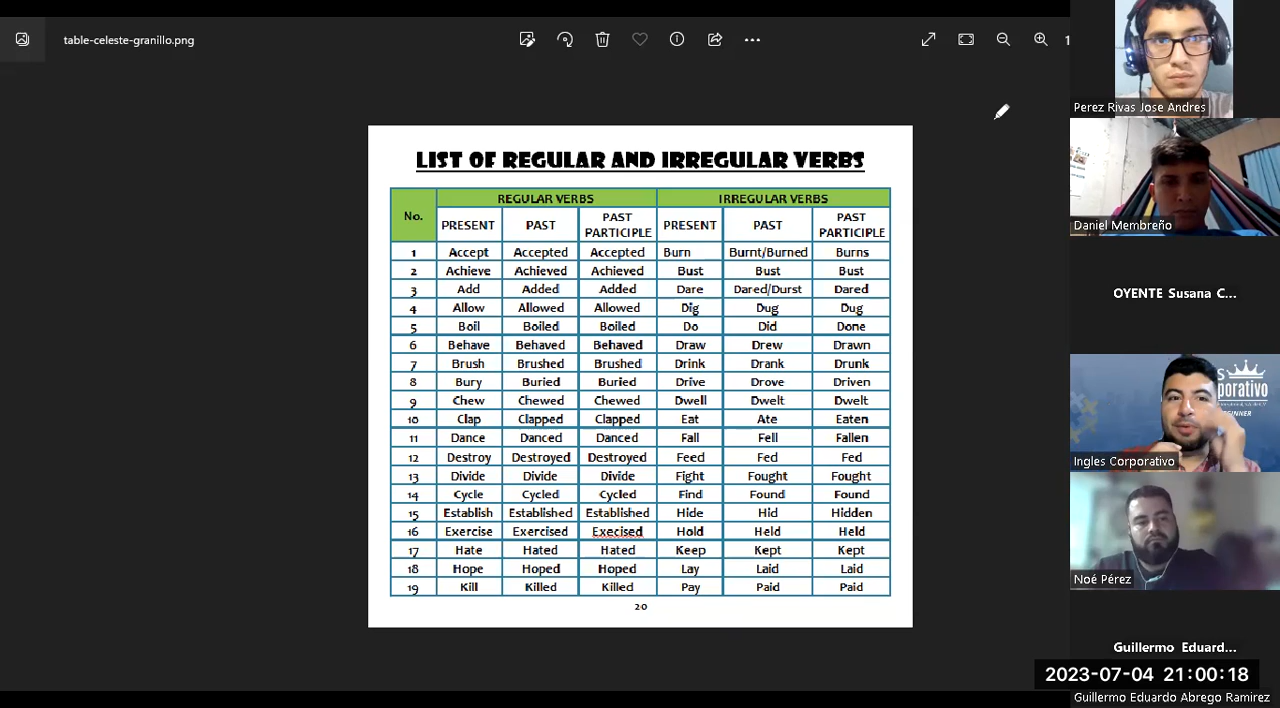 table-celeste-granillo.png
LIST OF REGULAR AND IRREGULAR VERBS
No. REGULAR VERBS IRREGULAR VERBS
PRESENT PAST PAST PARTICIPLE PRESENT PAST PAST PARTICIPLE
1 Accept Accepted Accepted Burn Burnt/Burned Burns
2 Achieve Achieved Achieved Bust Bust Bust
3 Add Added Added Dare Dared/Durst Dared
4 Allow Allowed Allowed Dig Dug Dug
5 Boil Boiled Boiled Do Did Done
6 Behave Behaved Behaved Draw Drew Drawn
7 Brush Brushed Brushed Drink Drank Drunk
8 Bury Buried Buried Drive Drove Driven
9 Chew Chewed Chewed Dwell Dwelt Dwelt
10 Clap Clapped Clapped Eat Ate Eaten
11 Dance Danced Danced Fall Fell Fallen
12 Destroy Destroyed Destroyed Feed Fed Fed
13 Divide Divide Divide Fight Fought Fought
14 Cycle Cycled Cycled Find Found Found
15 Establish Established Established Hide Hid Hidden
16 Exercise Exercised Execised Hold Held Held
17 Hate Hated Hated Keep Kept Kept
18 Hope Hoped Hoped Lay Laid Laid
19 Kill Killed Killed Pay Paid Paid
20
1
Perez Rivas Jose Andres
Daniel Membreño
OYENTE Susana C...
S
porativo
GINNER
Ingles Corporativo
Noé Pérez
Guillermo Eduard...
2023-07-04 21:00:18
Guillermo Eduardo Abrego Ramirez